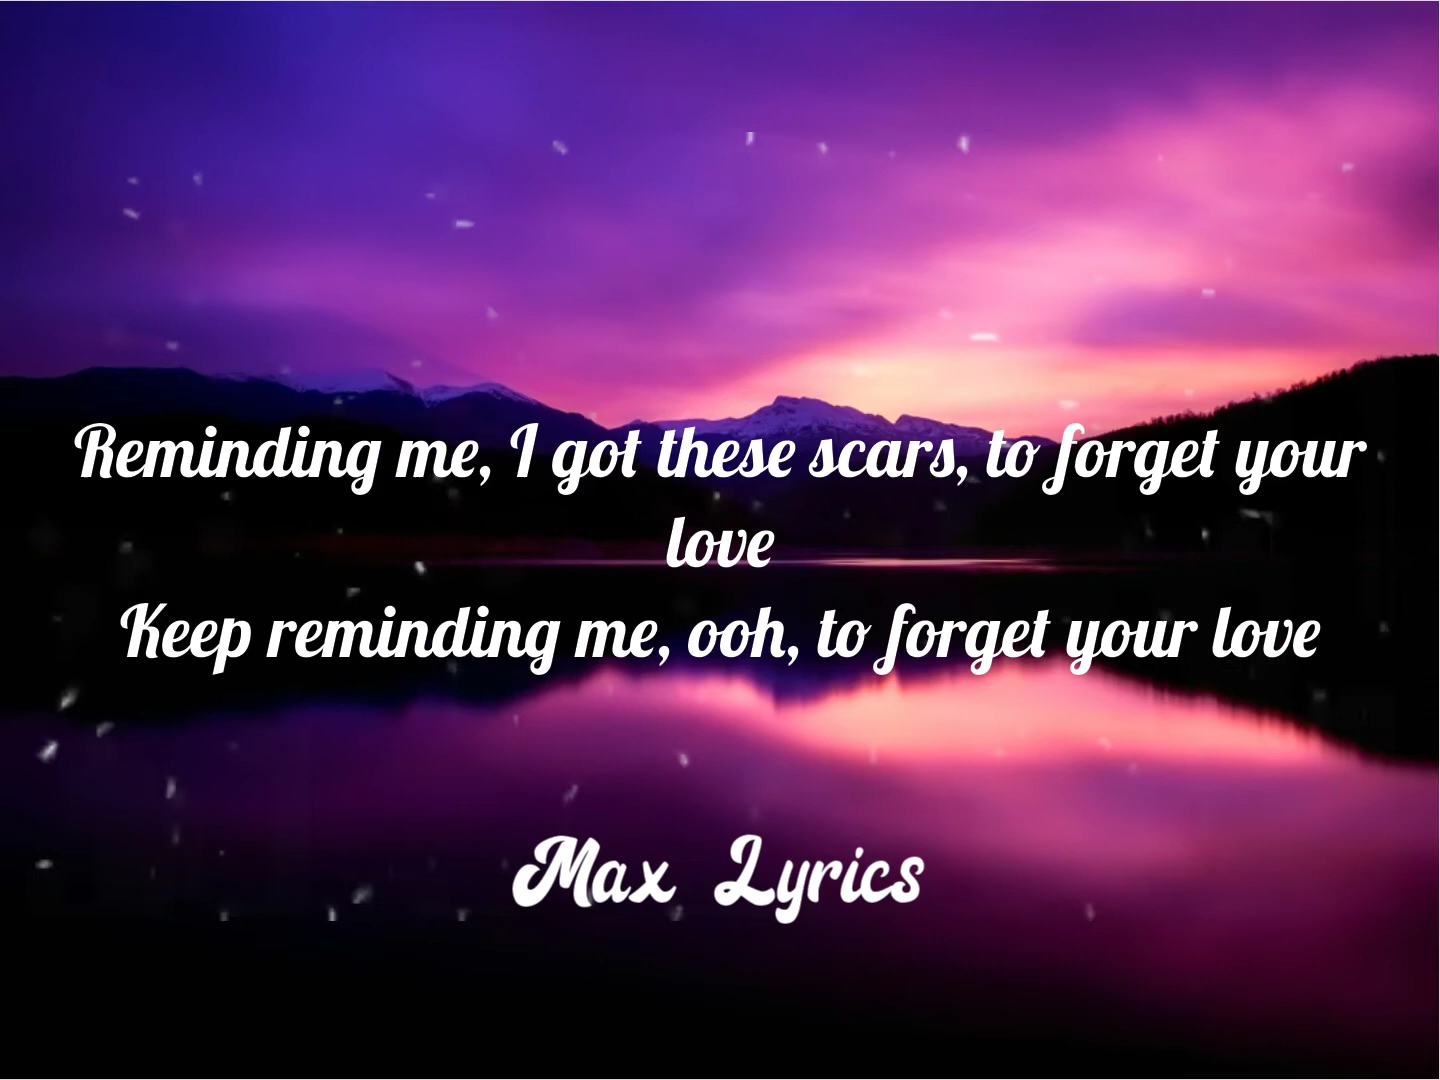 Reminding me, I got these scars, to forget your
love
Keep reminding me, ooh, to forget your love
Max Lyrics